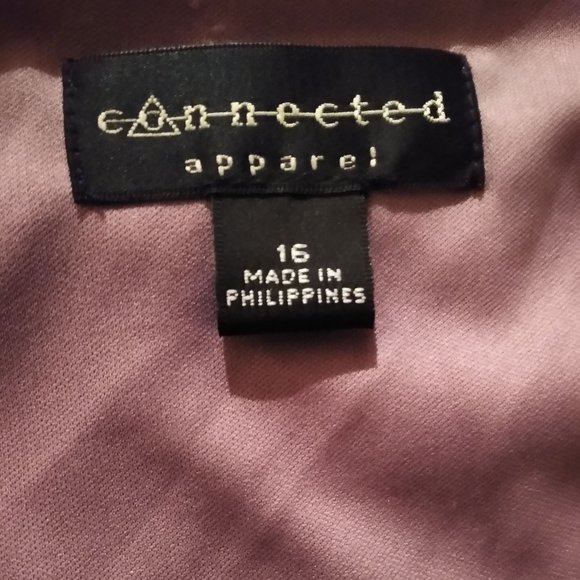 connected
apparel
16
MADE IN
PHILIPPINES